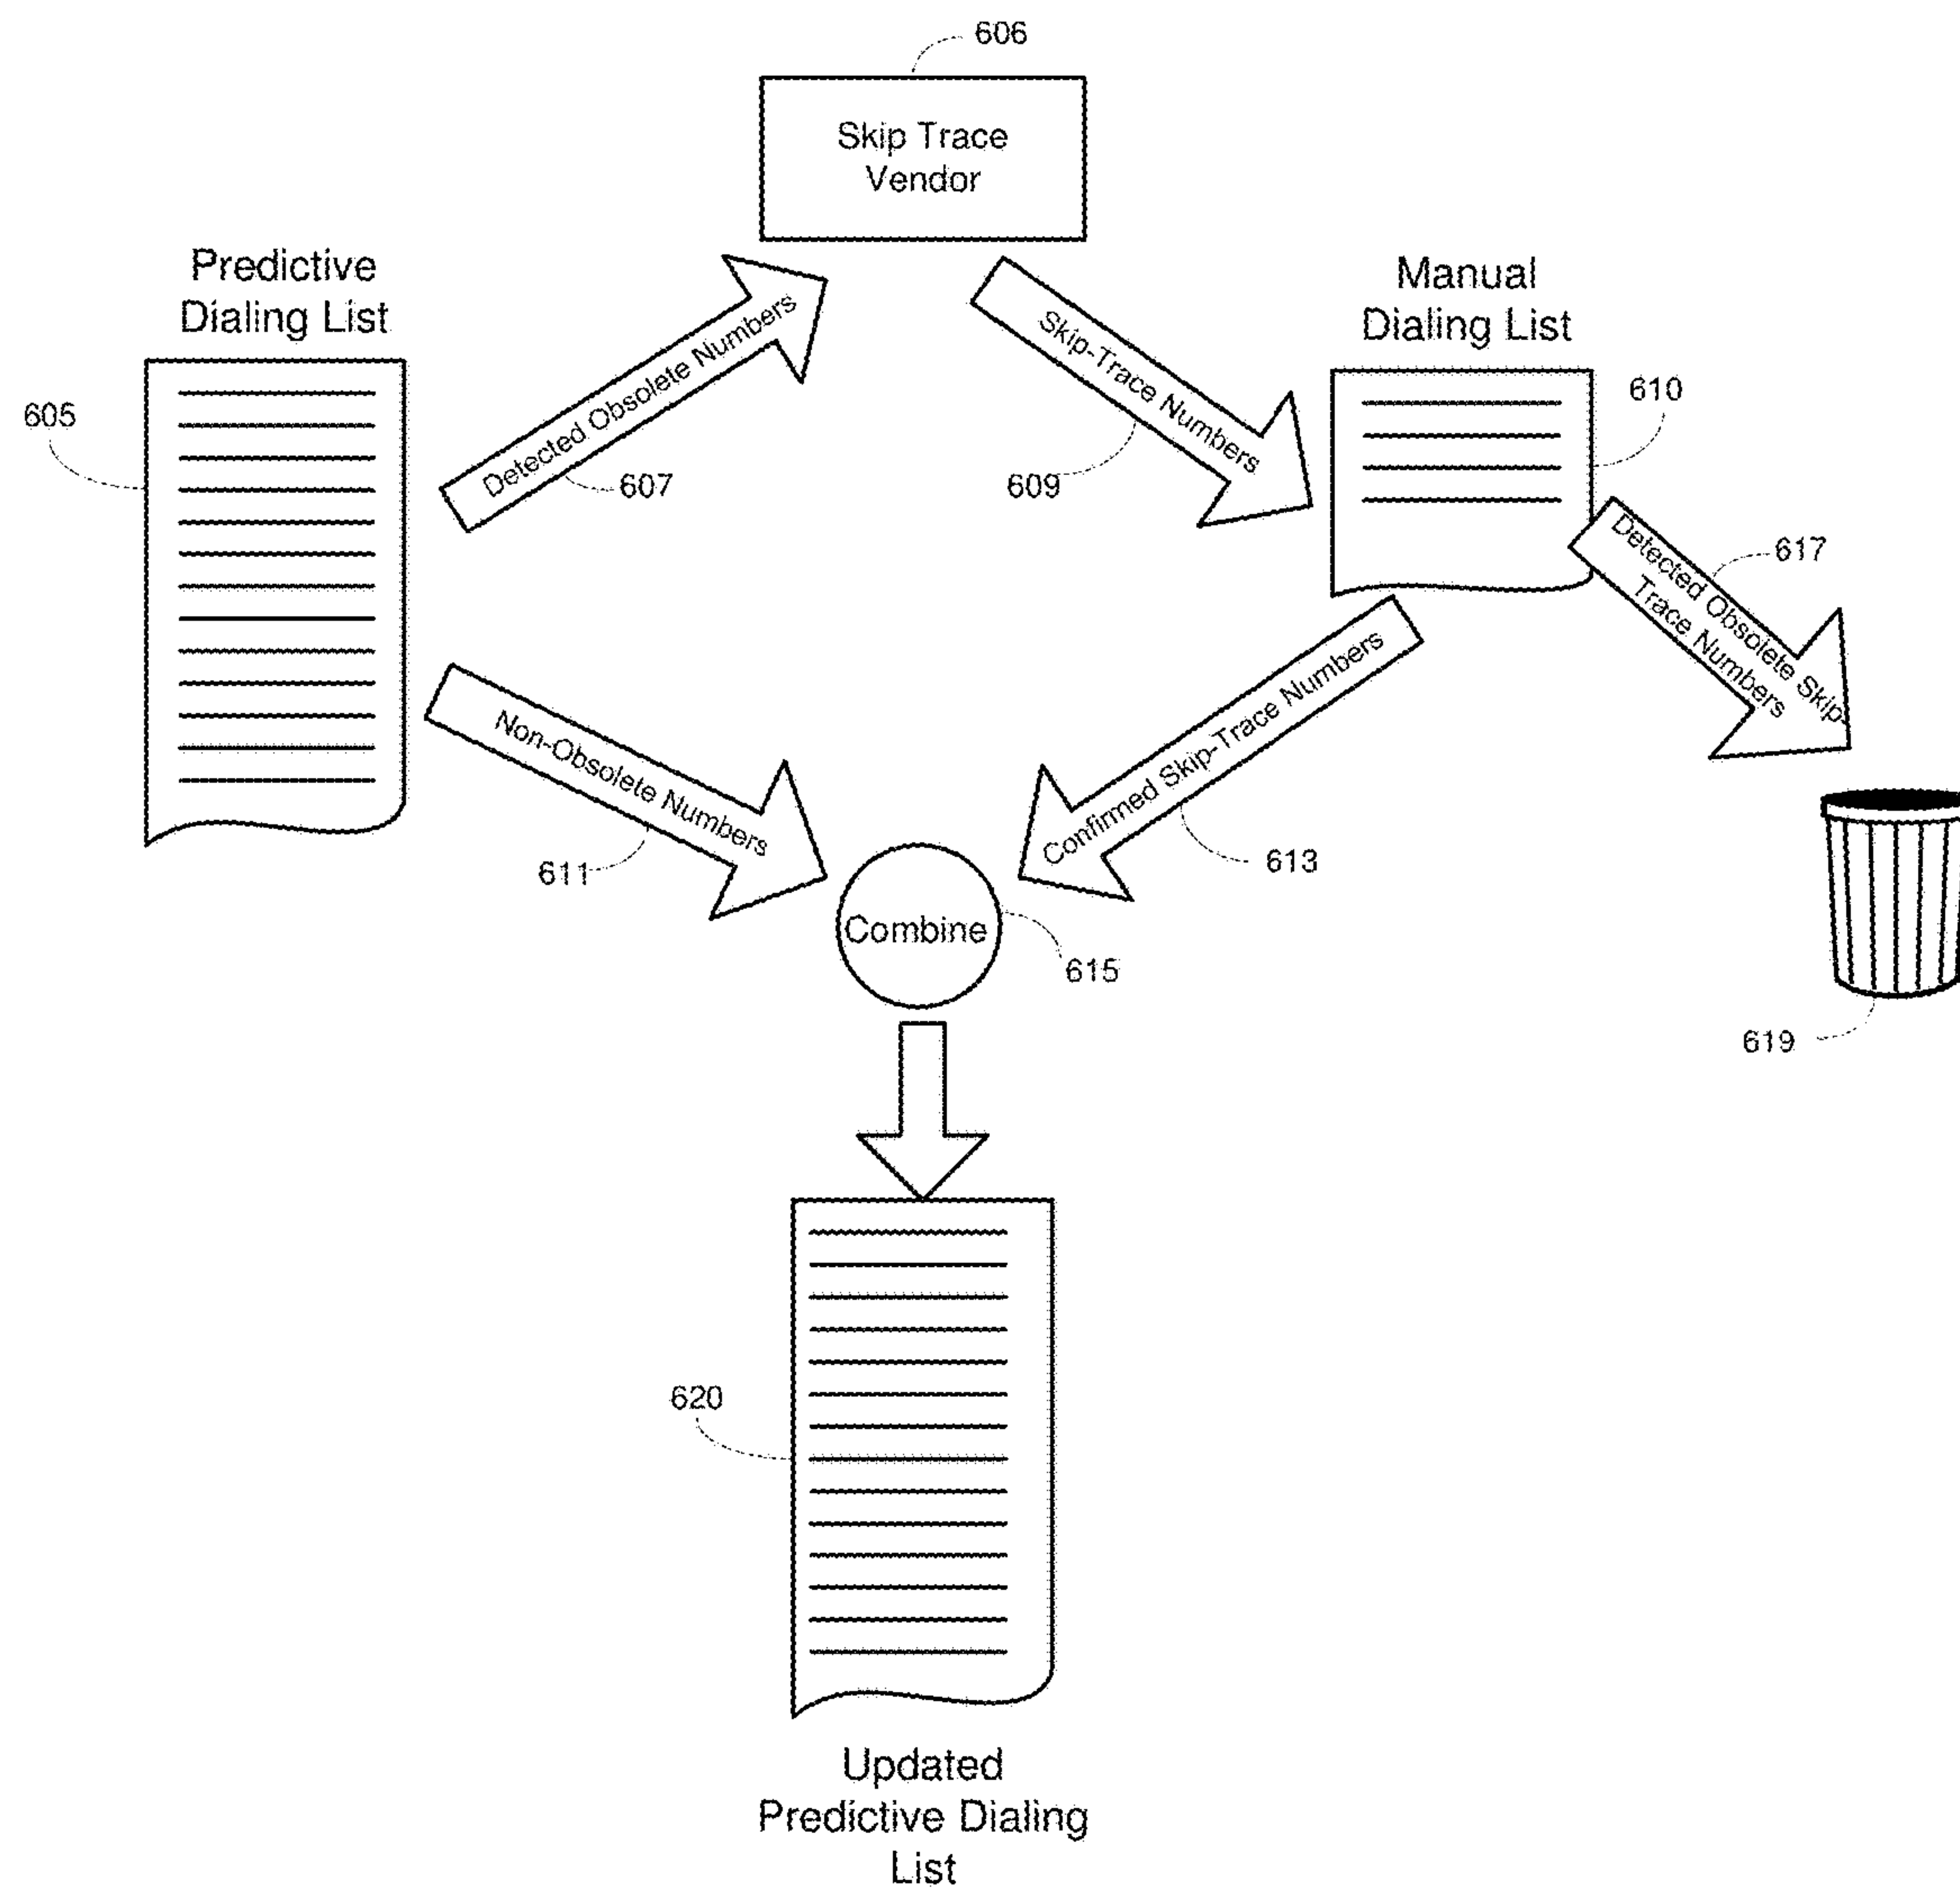 606
Skip Trace
Vendor
Predictive
Dialing List
Manual
Dialing List
605
Detected Obsolete Numbers
607
Skip-Trace Numbers
609
610
Detected Obsolete Skip-
Trace Numbers
617
Non-Obsolete Numbers
611
Confirmed Skip-Trace Numbers
613
Combine
615
619
620
Updated
Predictive Dialing
List